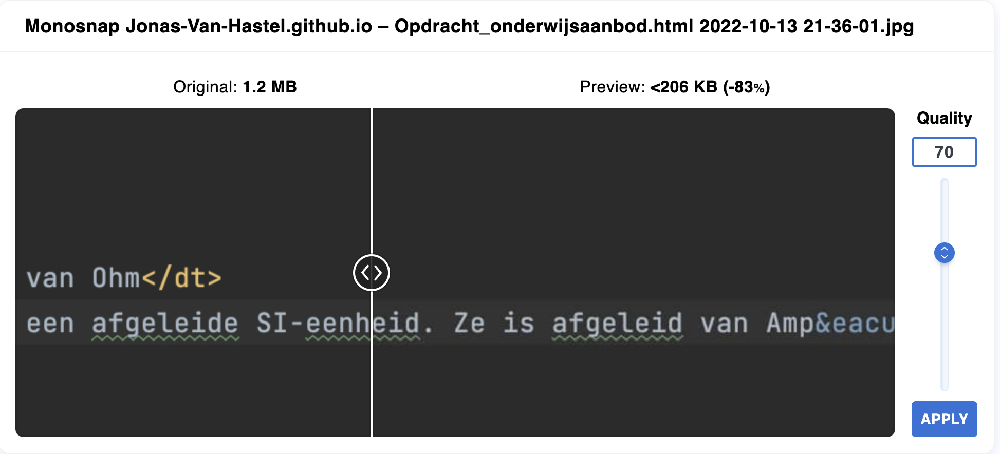 Monosnap Jonas-Van-Hastel.github.io – Opdracht_onderwijsaanbod.html 2022-10-13 21-36-01.jpg
Original: 1.2 MB
Preview: <206 KB (-83%)
Quality
70
van Ohm</dt>
een afgeleide SI-eenheid. Ze is afgeleid van Amp&eacu
APPLY